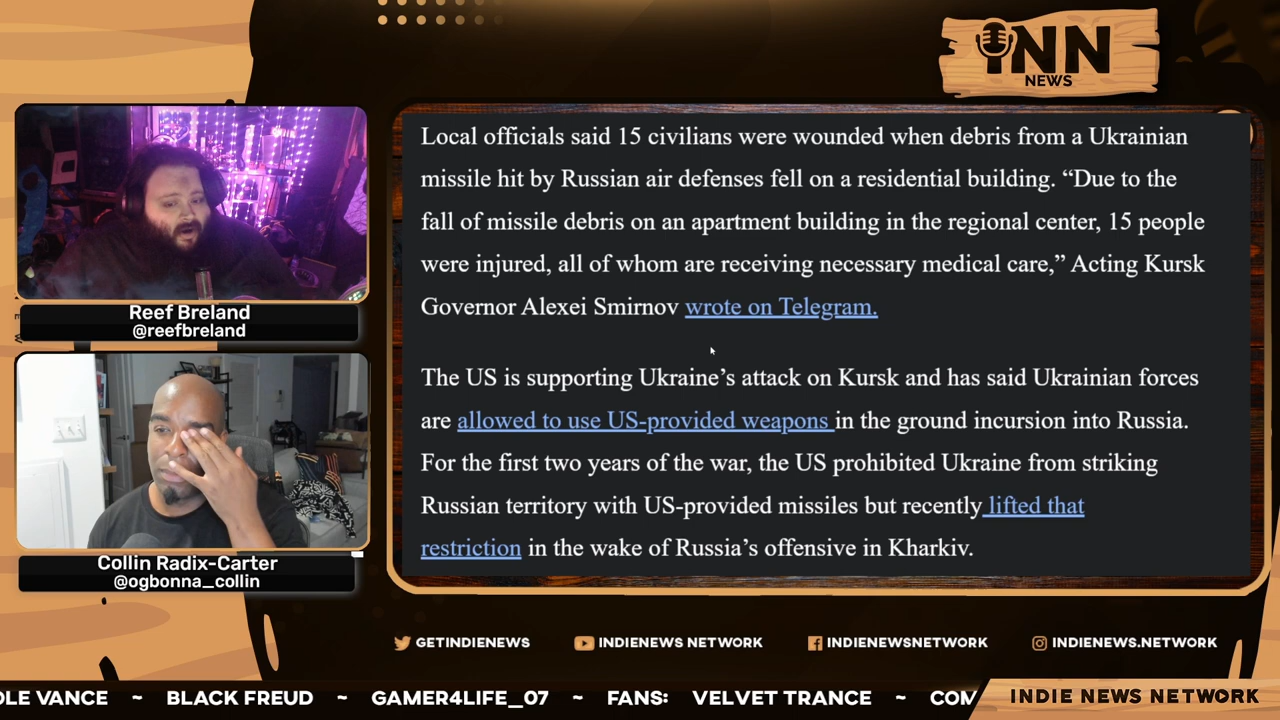 iNN
NEWS
Local officials said 15 civilians were wounded when debris from a Ukrainian
missile hit by Russian air defenses fell on a residential building. “Due to the
fall of missile debris on an apartment building in the regional center, 15 people
were injured, all of whom are receiving necessary medical care,” Acting Kursk
Governor Alexei Smirnov wrote on Telegram.
The US is supporting Ukraine’s attack on Kursk and has said Ukrainian forces
are allowed to use US-provided weapons in the ground incursion into Russia.
For the first two years of the war, the US prohibited Ukraine from striking
Russian territory with US-provided missiles but recently lifted that
restriction in the wake of Russia’s offensive in Kharkiv.
Reef Breland
@reefbreland
Collin Radix-Carter
@ogbonna_collin
GETINDIENEWS INDIENEWS NETWORK INDIENEWSNETWORK INDIENEWS.NETWORK
OLE VANCE ~ BLACK FREUD ~ GAMER4LIFE_07 ~ FANS: VELVET TRANCE ~ COM
INDIE NEWS NETWORK